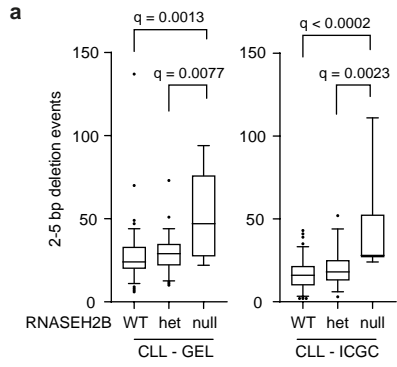 a
q = 0.0013
q < 0.0002
q = 0.0077
q = 0.0023
2-5 bp deletion events
150
100
50
0
150
100
50
0
RNASEH2B WT het null WT het null
CLL - GEL CLL - ICGC